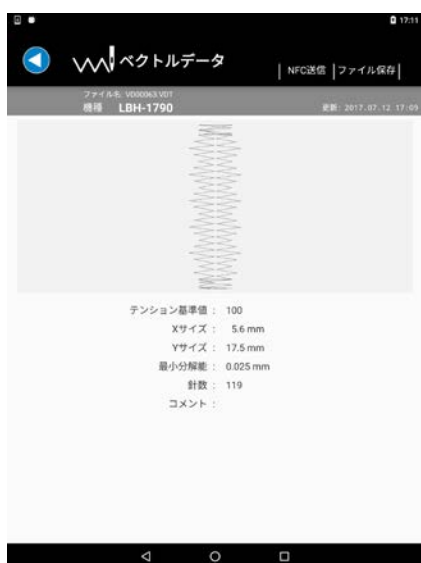 17:11
ベクトルデータ
NFC送信 ファイル保存
ファイル名: VD00063.VDT
機種 LBH-1790
更新: 2017.07.12 17:09
テンション基準値 : 100
Xサイズ : 5.6 mm
Yサイズ : 17.5 mm
最小分解能 : 0.025 mm
針数 : 119
コメント :